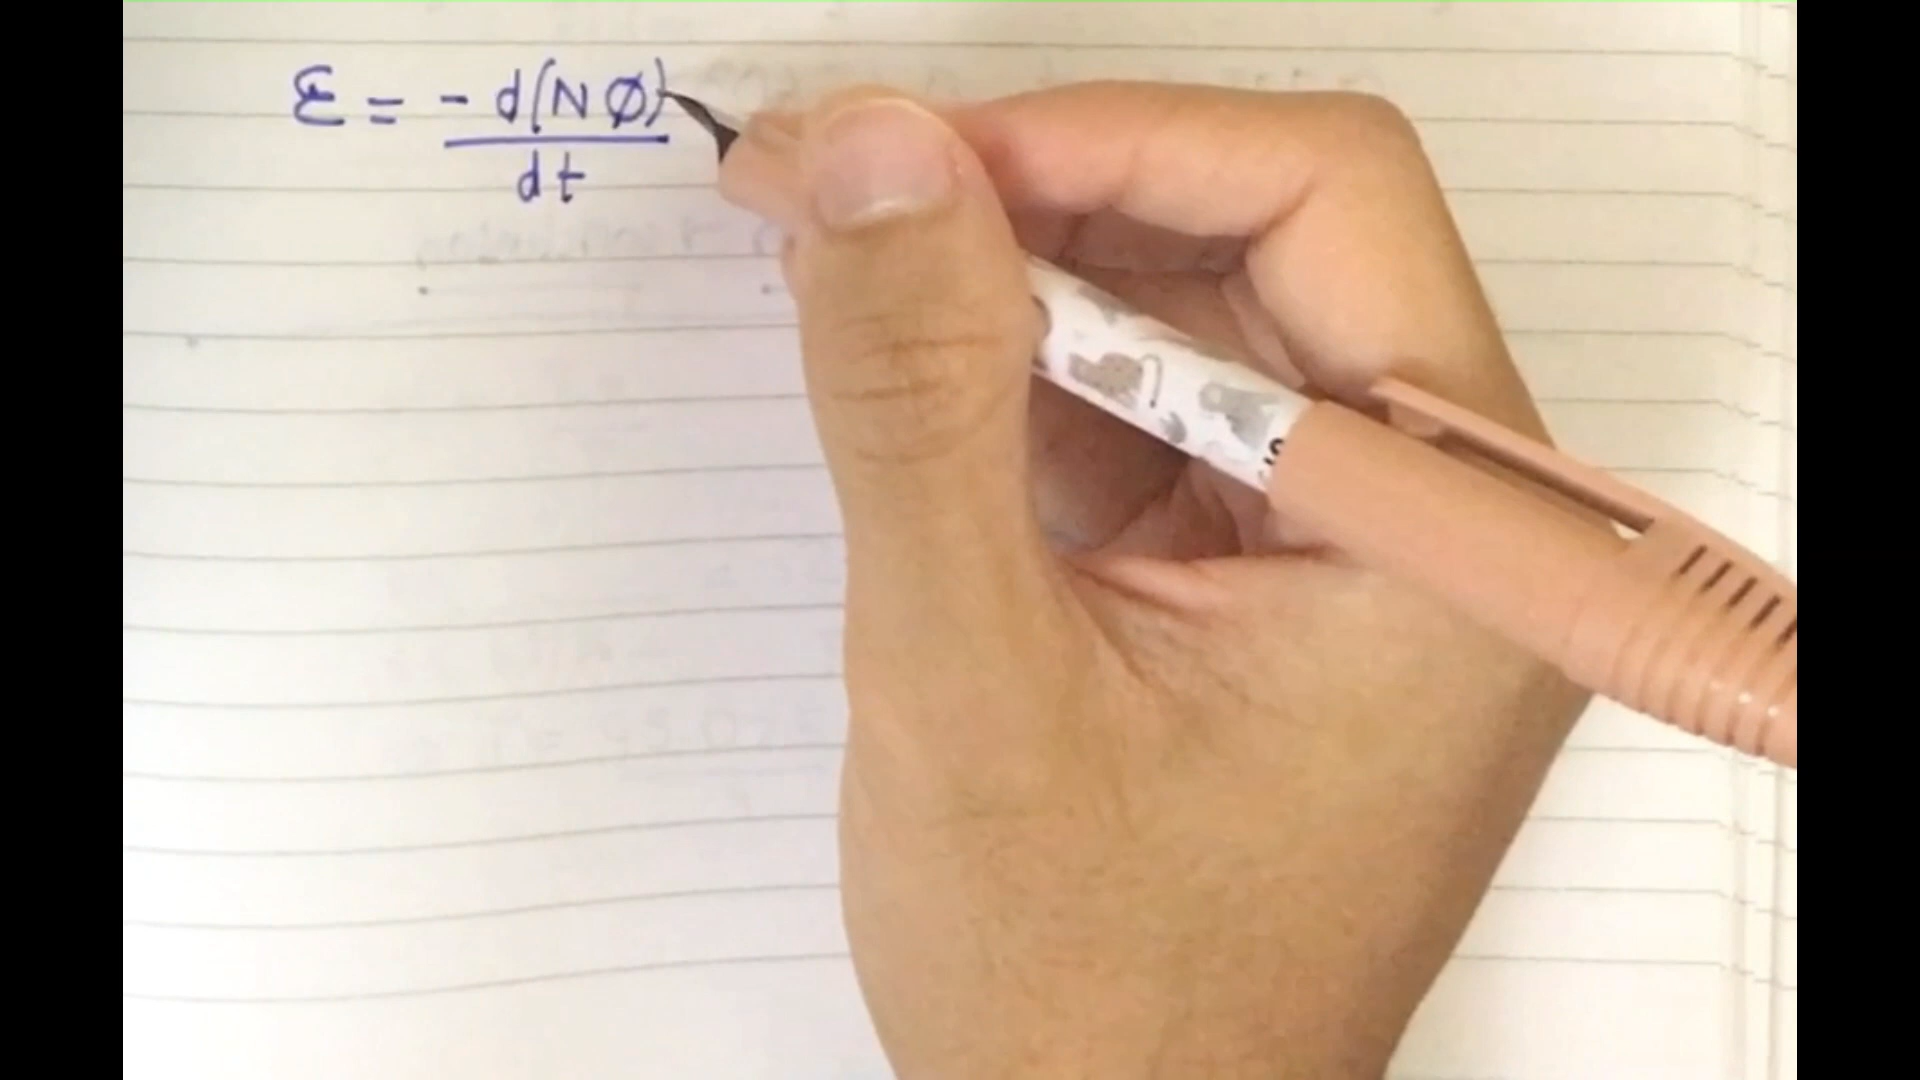 ε = - d(NØ)
dt